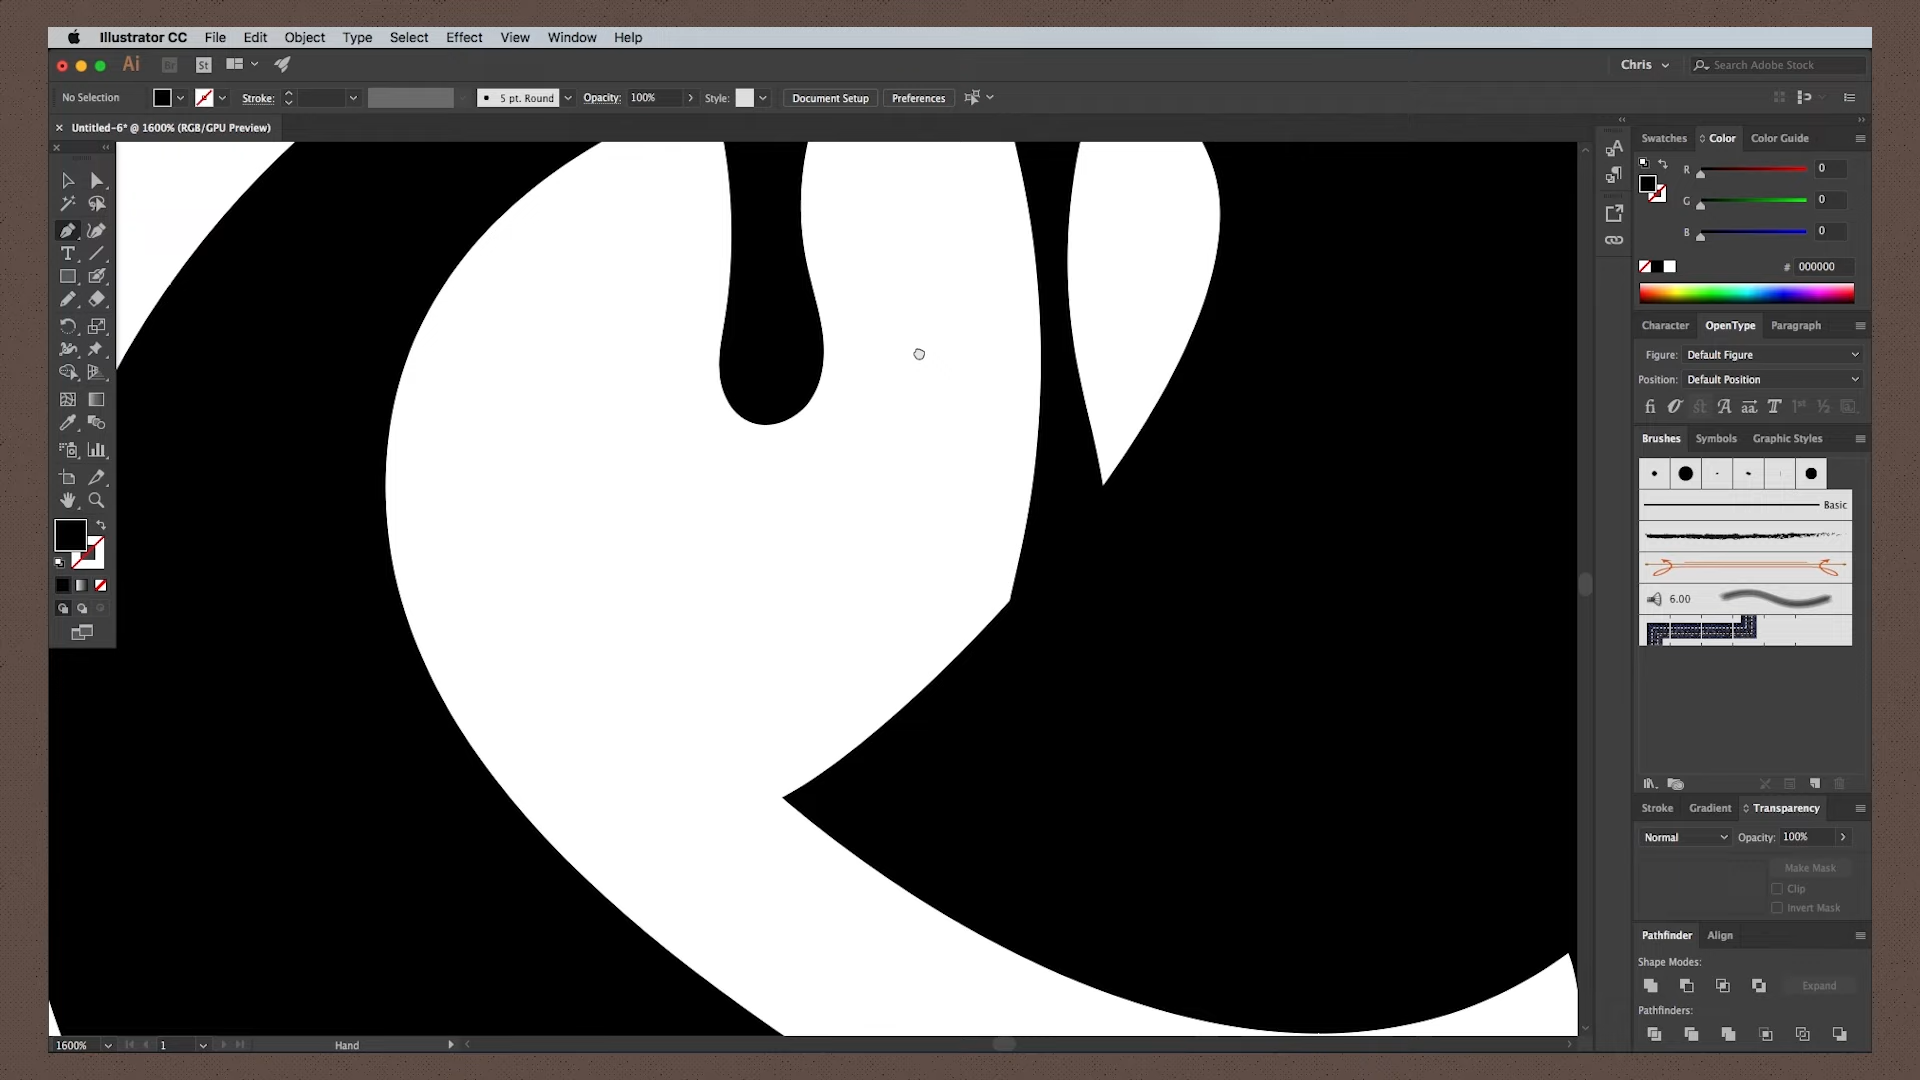 Illustrator CC File Edit Object Type Select Effect View Window Help
Ai Br St Chris Search Adobe Stock
No Selection Stroke: 5 pt. Round Opacity: 100% Style: Document Setup Preferences
Untitled-6* @ 1600% (RGB/GPU Preview)
Swatches Color Color Guide
R 0
G 0
B 0
# 000000
Character OpenType Paragraph
Figure: Default Figure
Position: Default Position
Brushes Symbols Graphic Styles
Basic
6.00
Stroke Gradient Transparency
Normal Opacity: 100%
Make Mask
Clip
Invert Mask
Pathfinder Align
Shape Modes:
Expand
Pathfinders:
1600% 1 Hand